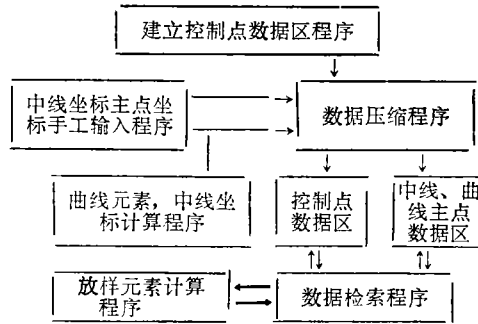 建立控制点数据区程序
中线坐标主点坐
标手工输入程序
数据压缩程序
曲线元素，中线坐
标计算程序
控制点
数据区
中线、曲
线主点
数据区
放样元素计算
程序
数据检索程序